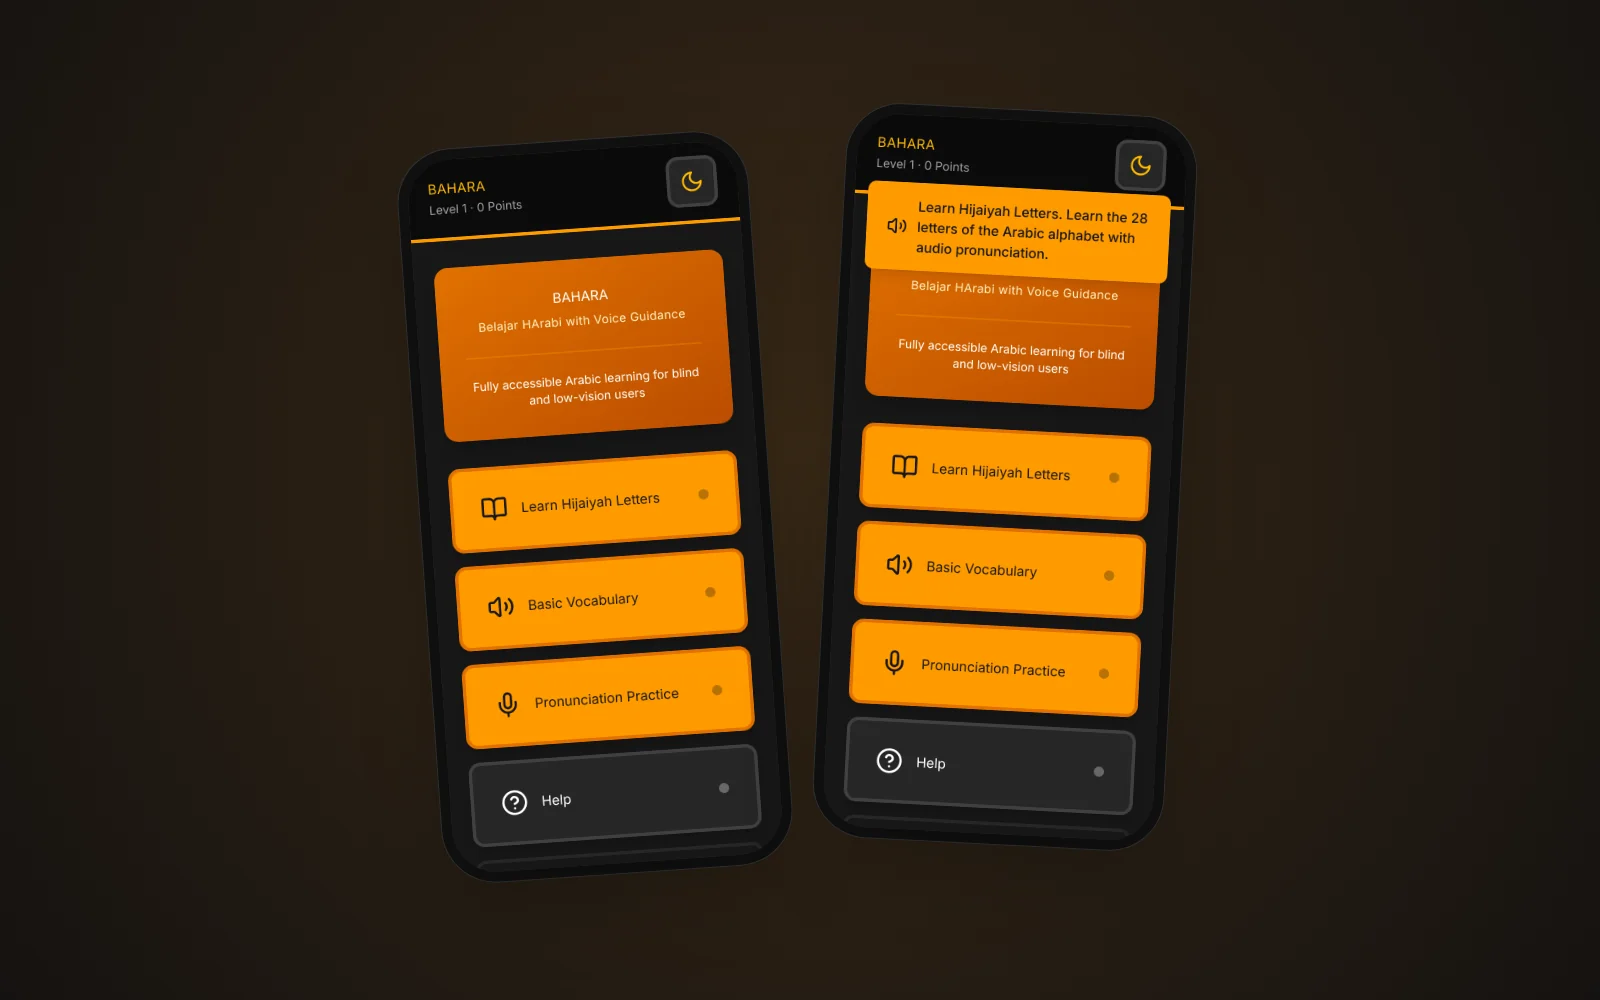 BAHARA
Level 1 · 0 Points
BAHARA
Belajar HArabi with Voice Guidance
Fully accessible Arabic learning for blind
and low-vision users
Learn Hijaiyah Letters
Basic Vocabulary
Pronunciation Practice
Help
BAHARA
Level 1 · 0 Points
Learn Hijaiyah Letters. Learn the 28
letters of the Arabic alphabet with
audio pronunciation.
Belajar HArabi with Voice Guidance
Fully accessible Arabic learning for blind
and low-vision users
Learn Hijaiyah Letters
Basic Vocabulary
Pronunciation Practice
Help